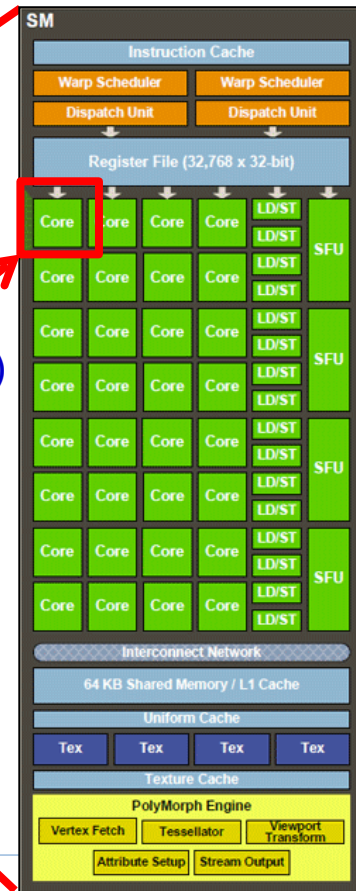 SM
Instruction Cache
Warp Scheduler Warp Scheduler
Dispatch Unit Dispatch Unit
Register File (32,768 x 32-bit)
Core Core Core Core LD/ST LD/ST SFU
Core Core Core Core LD/ST LD/ST
Core Core Core Core LD/ST LD/ST SFU
Core Core Core Core LD/ST LD/ST
Core Core Core Core LD/ST LD/ST SFU
Core Core Core Core LD/ST LD/ST
Core Core Core Core LD/ST LD/ST SFU
Core Core Core Core LD/ST LD/ST
Interconnect Network
64 KB Shared Memory / L1 Cache
Uniform Cache
Tex Tex Tex Tex
Texture Cache
PolyMorph Engine
Vertex Fetch Tessellator Viewport Transform
Attribute Setup Stream Output
)